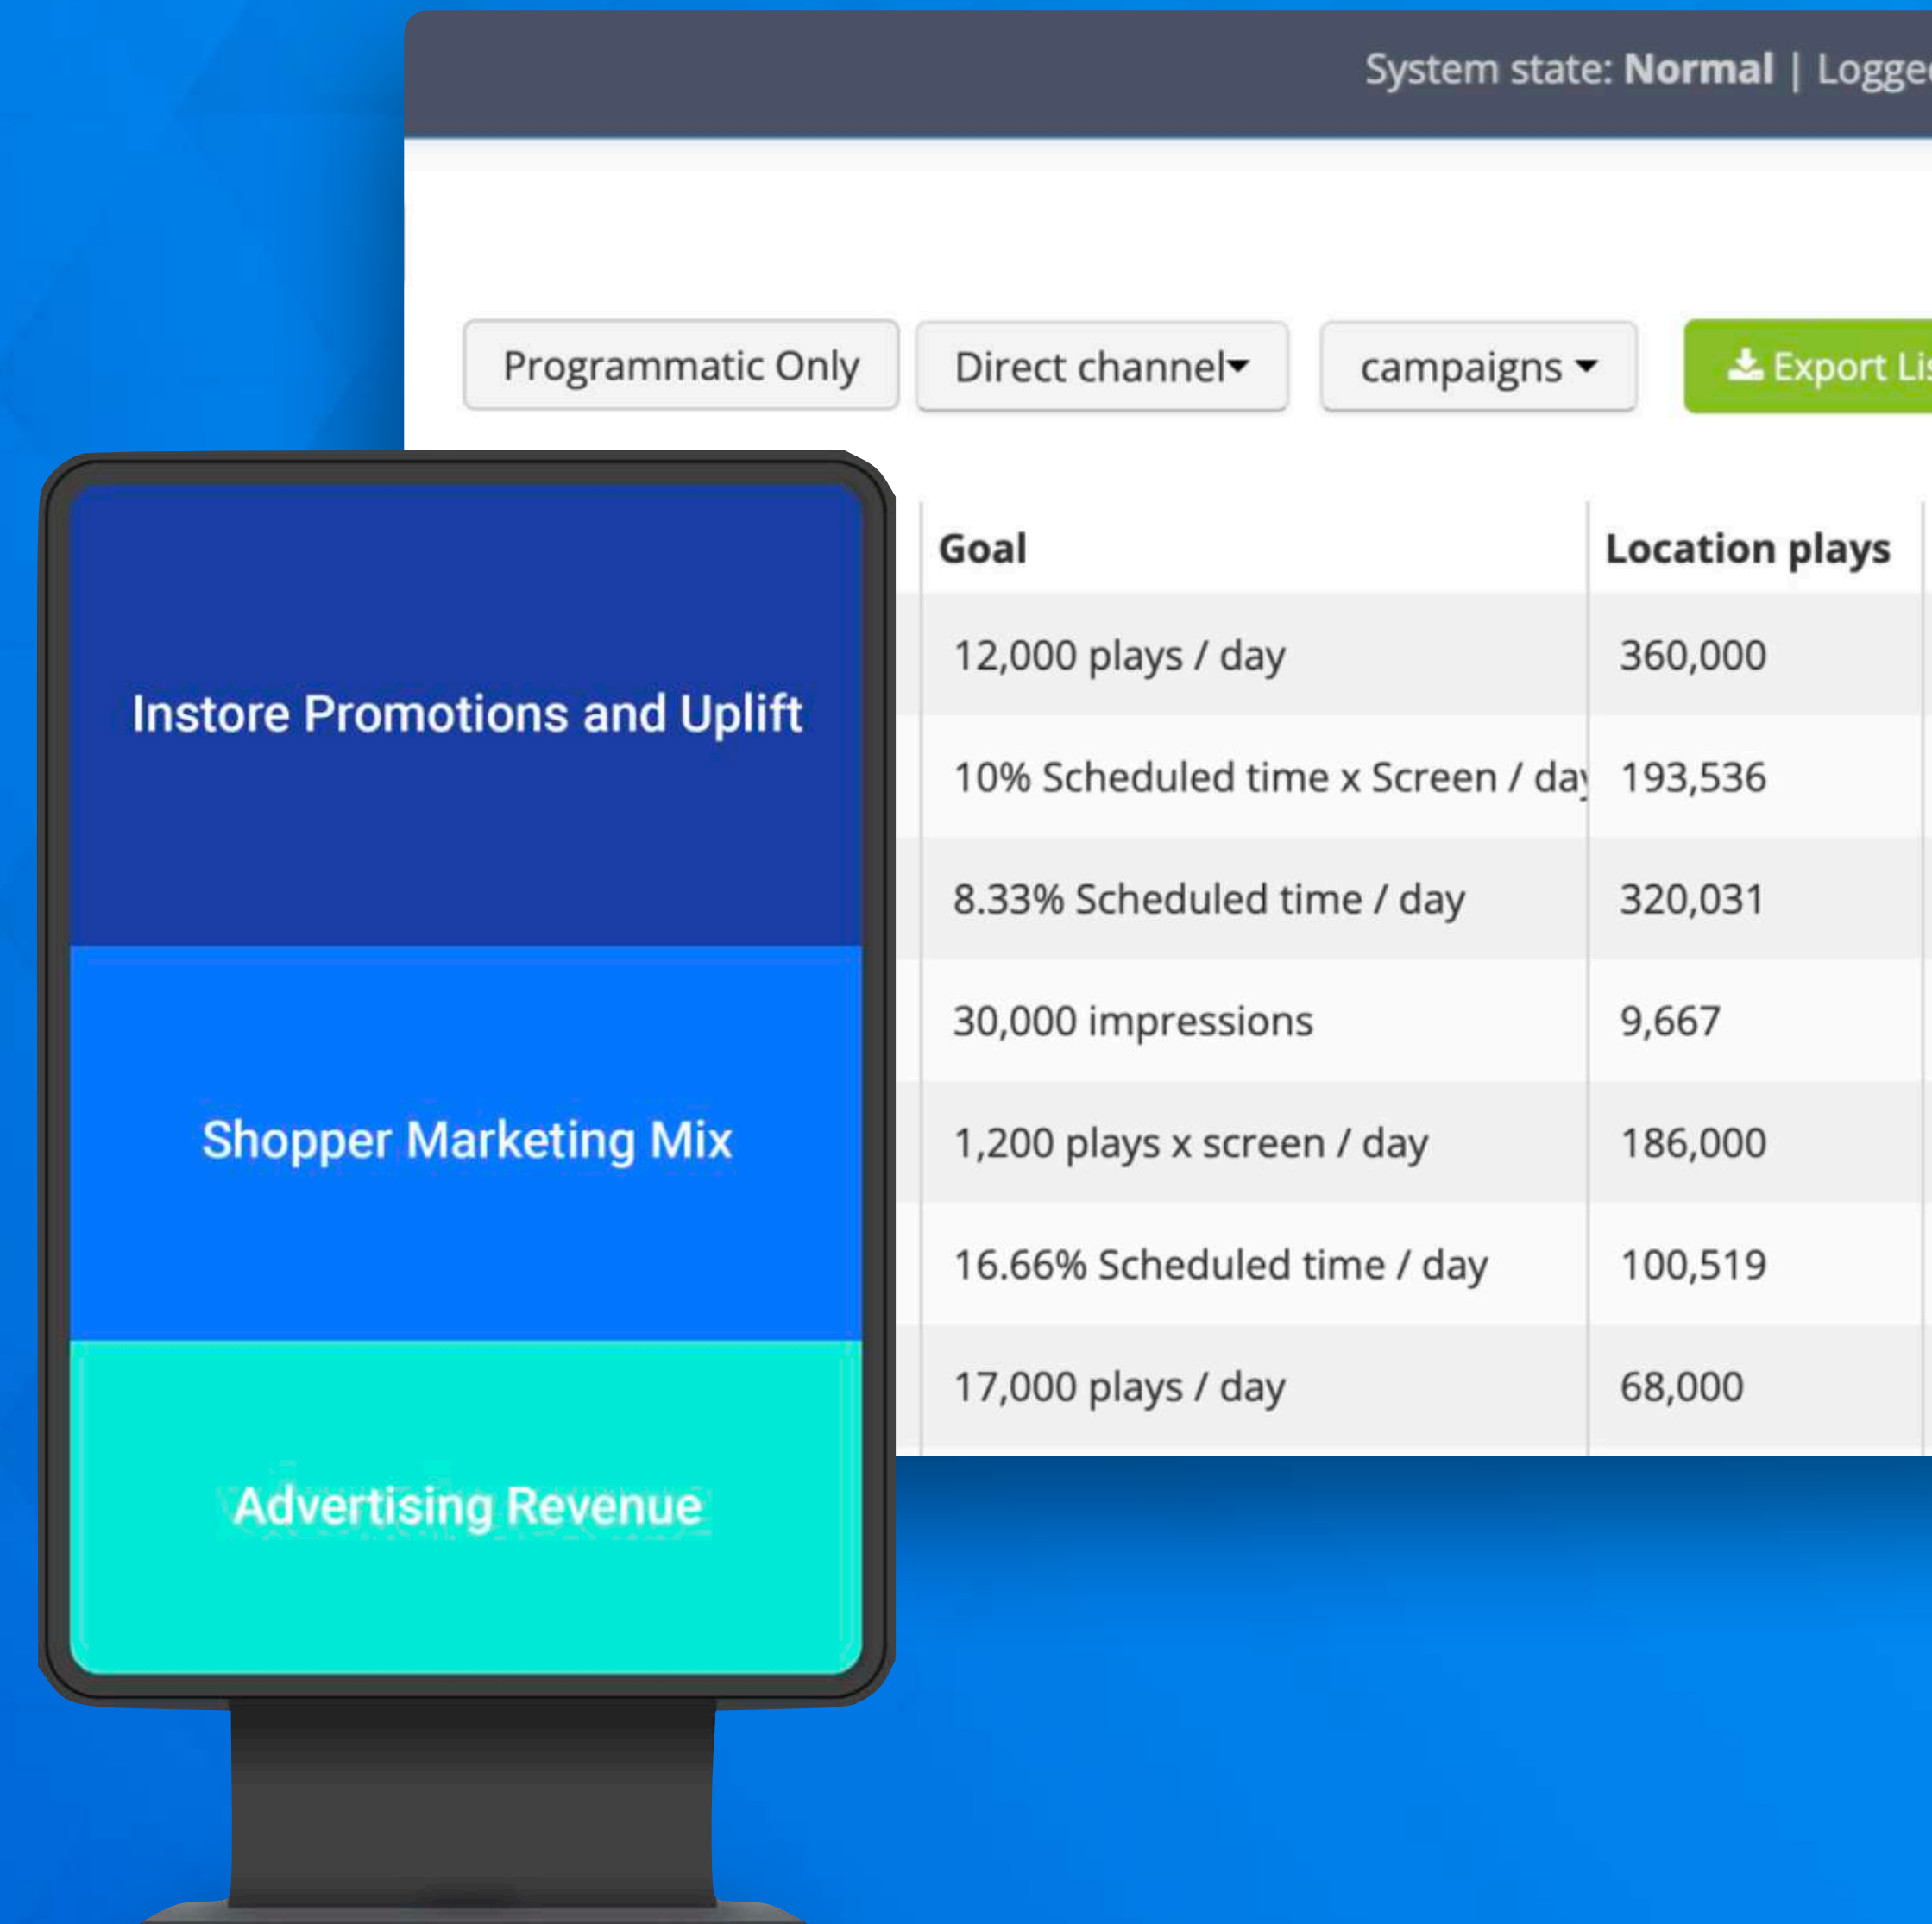 System state: Normal | Logged
Programmatic Only
Direct channel
campaigns
Export Lis
Goal
Location plays
12,000 plays / day
360,000
10% Scheduled time x Screen / day
193,536
8.33% Scheduled time / day
320,031
30,000 impressions
9,667
1,200 plays x screen / day
186,000
16.66% Scheduled time / day
100,519
17,000 plays / day
68,000
Instore Promotions and Uplift
Shopper Marketing Mix
Advertising Revenue